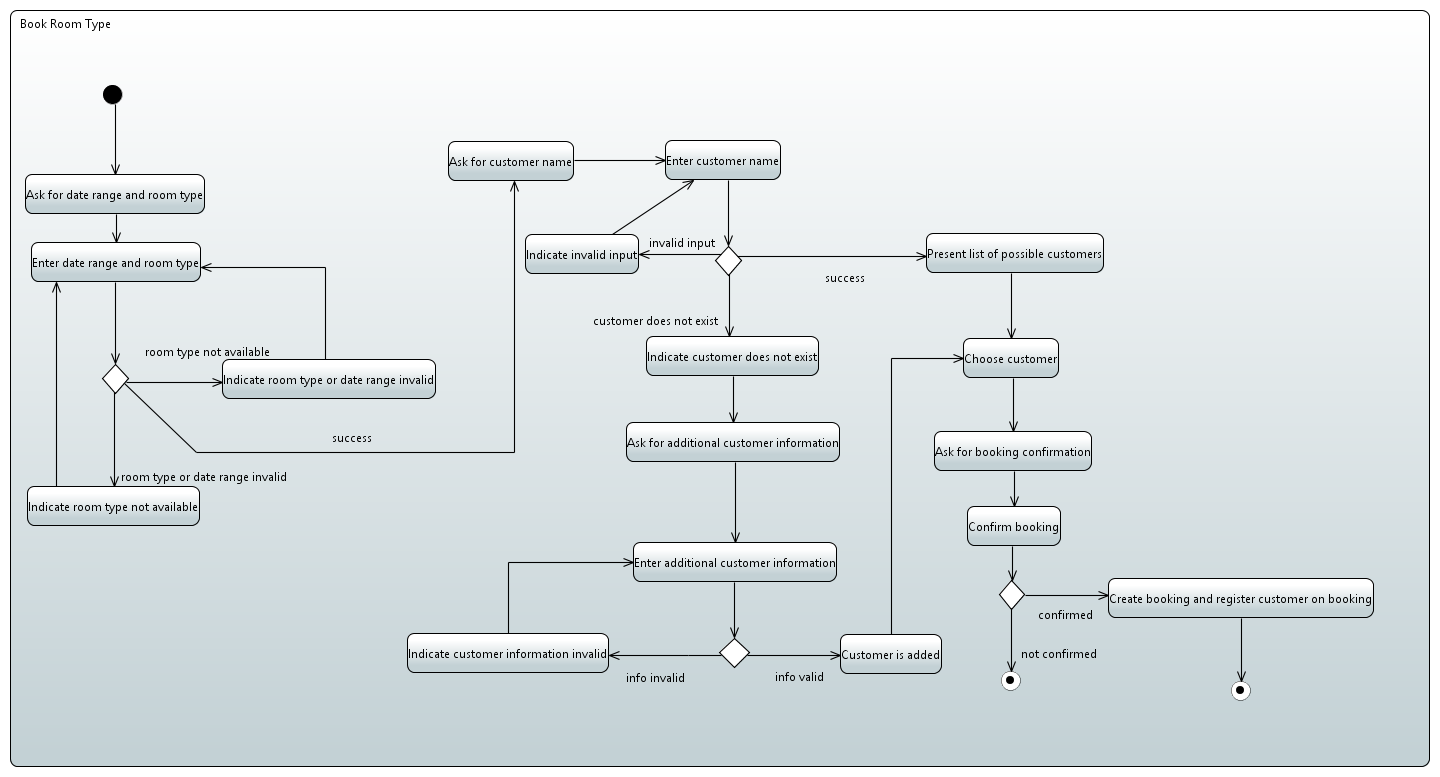 Book Room Type
Ask for date range and room type
Enter date range and room type
room type not available
Indicate room type or date range invalid
success
room type or date range invalid
Indicate room type not available
Ask for customer name
Enter customer name
Indicate invalid input
invalid input
success
Present list of possible customers
customer does not exist
Indicate customer does not exist
Choose customer
Ask for additional customer information
Ask for booking confirmation
Confirm booking
Enter additional customer information
Indicate customer information invalid
info invalid
info valid
Customer is added
confirmed
Create booking and register customer on booking
not confirmed